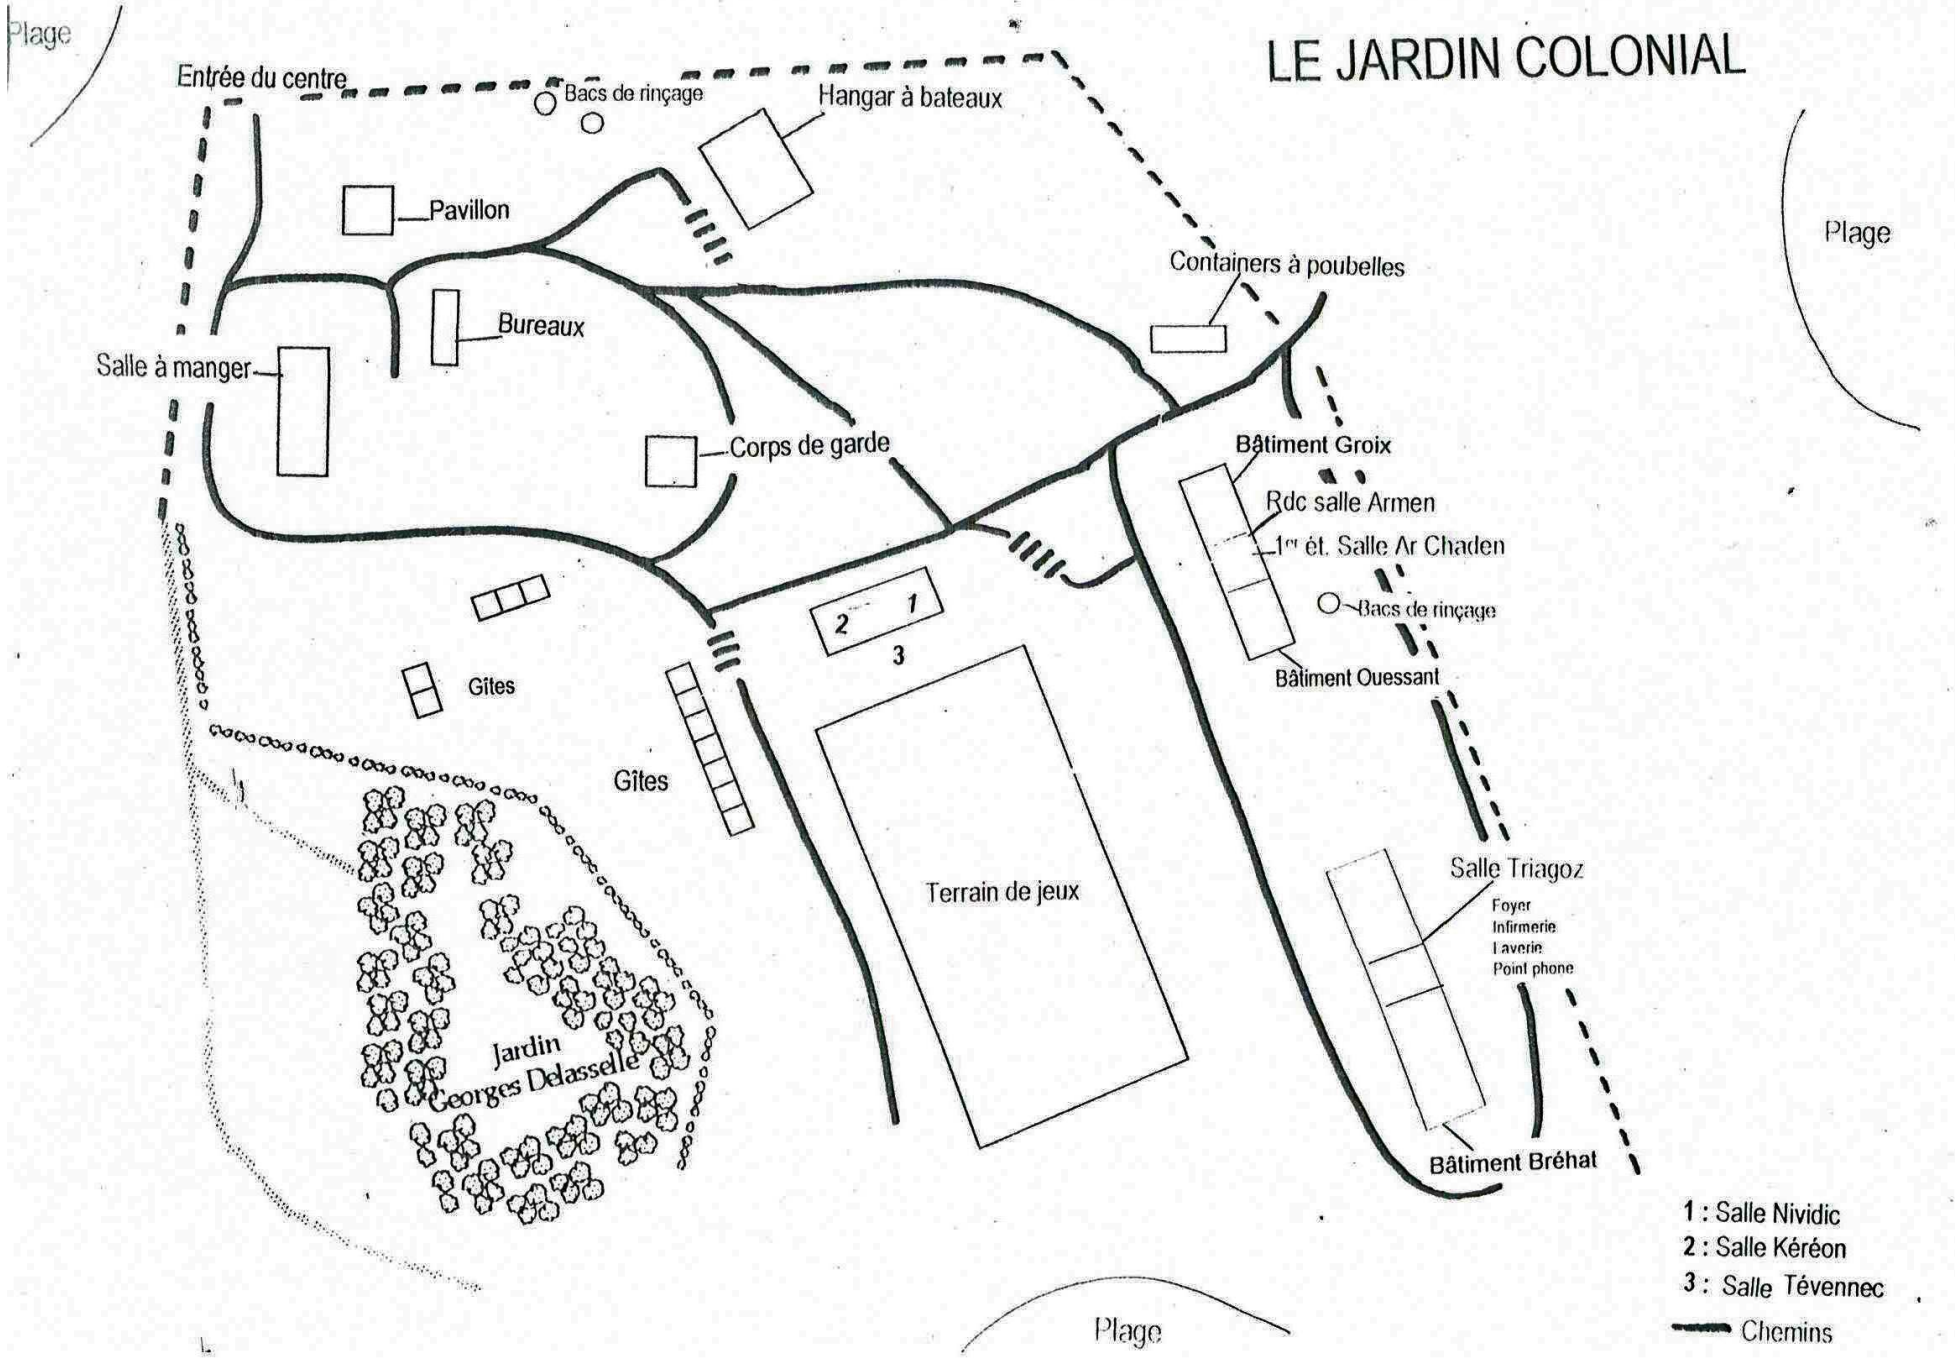 Plage
LE JARDIN COLONIAL
Entrée du centre
Bacs de rinçage
Hangar à bateaux
Pavillon
Plage
Containers à poubelles
Bureaux
Salle à manger
Corps de garde
Bâtiment Groix
Rdc salle Armen
1er ét. Salle Ar Chaden
Bacs de rinçage
1
2
3
Bâtiment Ouessant
Gîtes
Gîtes
Terrain de jeux
Salle Triagoz
Foyer
Infirmerie
Laverie
Point phone
Jardin
Georges Delasselle
Bâtiment Bréhat
1 : Salle Nividic
2 : Salle Kéréon
3 : Salle Tévennec
Chemins
Plage